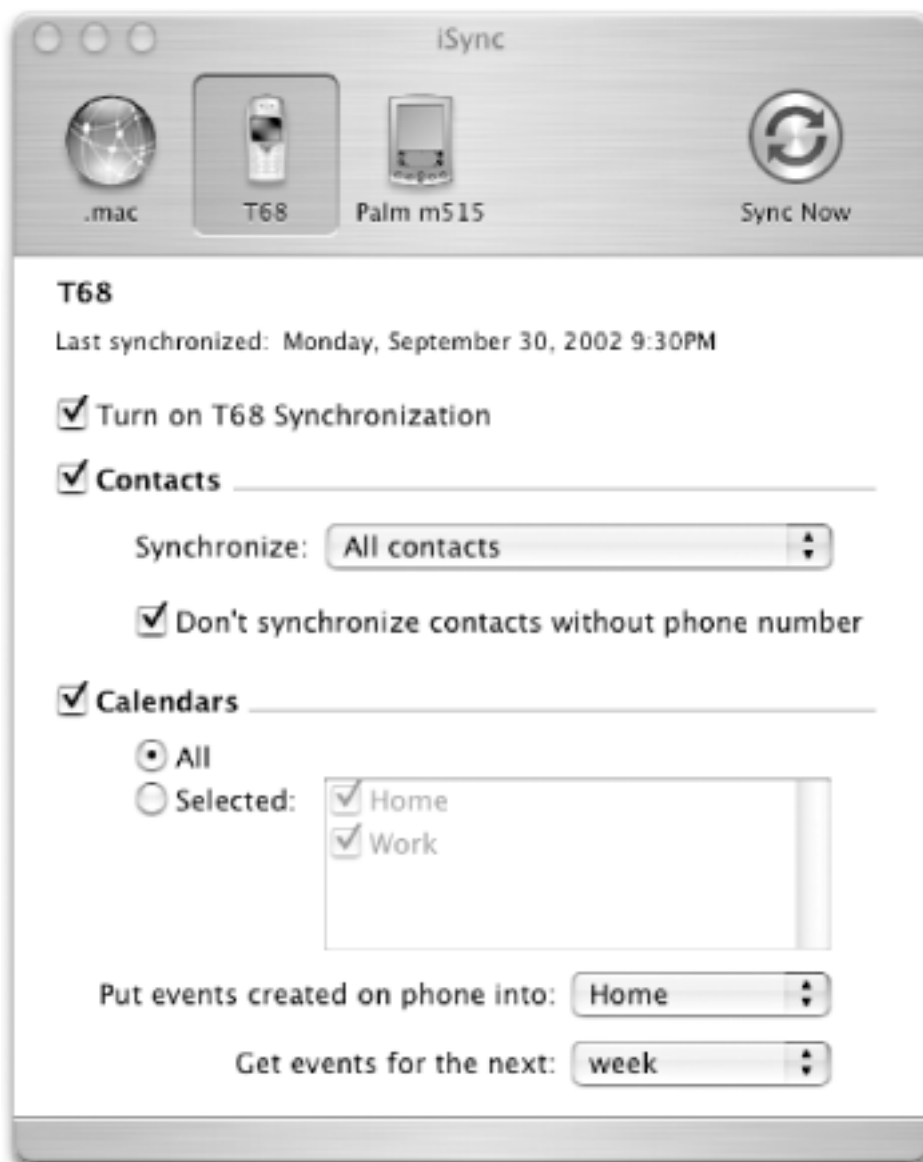 iSync
.mac T68 Palm m515 Sync Now
T68
Last synchronized: Monday, September 30, 2002 9:30PM
Turn on T68 Synchronization
Contacts
Synchronize: All contacts
Don't synchronize contacts without phone number
Calendars
All
Selected: Home
Work
Put events created on phone into: Home
Get events for the next: week